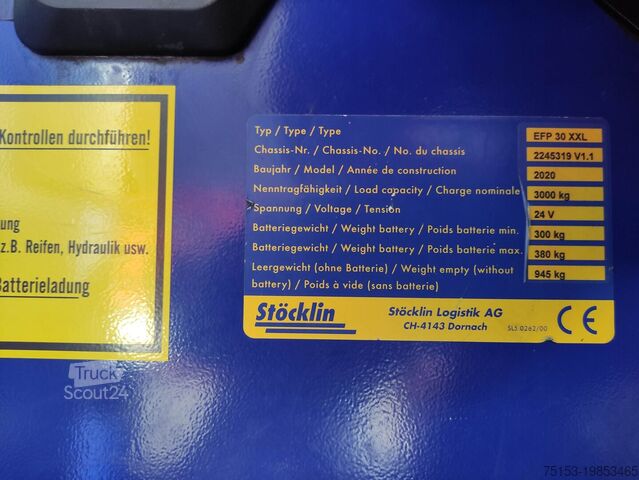 Kontrollen durchführen!
z.B. Reifen, Hydraulik usw.
Batterieladung
Typ / Type / Type EFP 30 XXL
Chassis-Nr. / Chassis-No. / No. du chassis 2245319 V1.1
Baujahr / Model / Année de construction 2020
Nenntragfähigkeit / Load capacity / Charge nominale 3000 kg
Spannung / Voltage / Tension 24 V
Batteriegewicht / Weight battery / Poids batterie min. 300 kg
Batteriegewicht / Weight battery / Poids batterie max. 380 kg
Leergewicht (ohne Batterie) / Weight empty (without 945 kg
battery) / Poids à vide (sans batterie)
Stöcklin
Stöcklin Logistik AG
CH-4143 Dornach
SLS 0262/00
CE
Truck
Scout24
75153-19853465